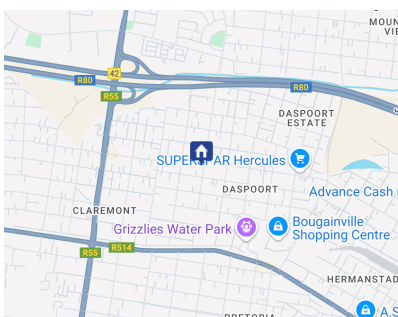 MOUN
VIE
42
R80
R80
R55
DASPOORT
ESTATE
SUPERSPAR Hercules
DASPOORT
Advance Cash
CLAREMONT
Grizzlies Water Park
Bougainville
Shopping Centre
R55
R514
HERMANSTAD
PRETORIA
A.S